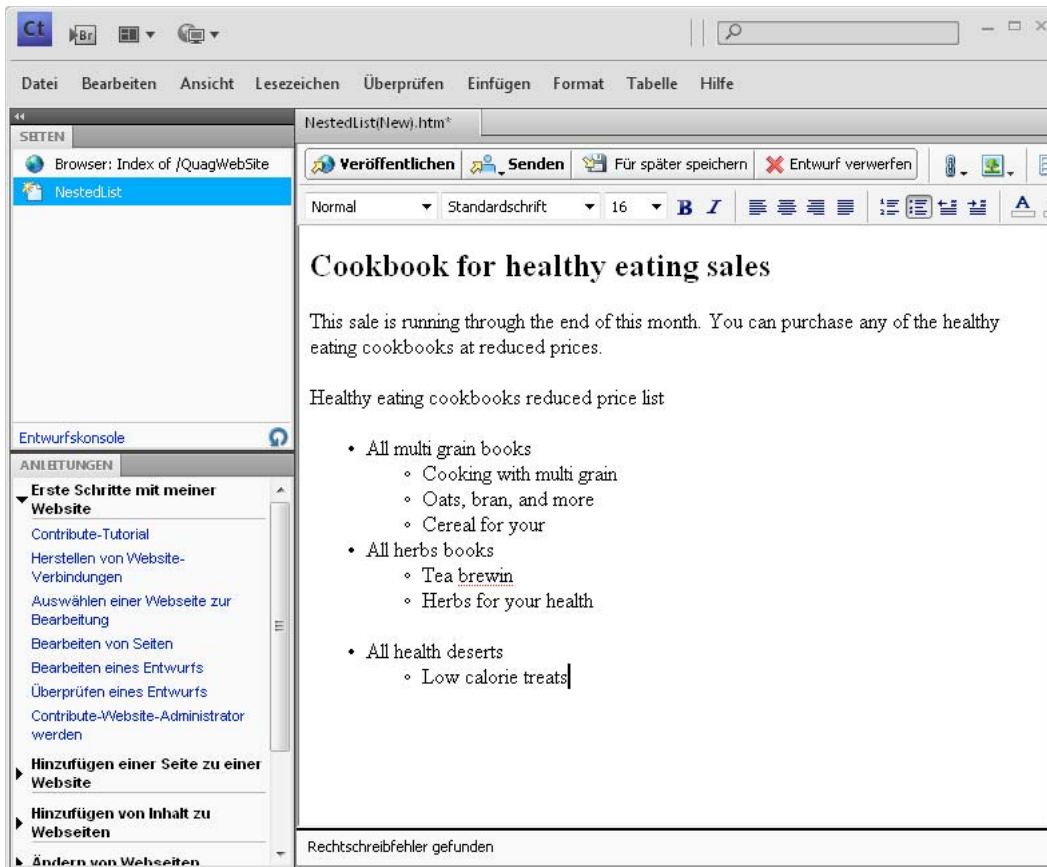 Ct
Br
Datei Bearbeiten Ansicht Lesezeichen Überprüfen Einfügen Format Tabelle Hilfe
SEITEN
Browser: Index of /QuagWebSite
NestedList
Entwurfskonsole
ANLEITUNGEN
Erste Schritte mit meiner
Website
Contribute-Tutorial
Herstellen von Website-
Verbindungen
Auswählen einer Webseite zur
Bearbeitung
Bearbeiten von Seiten
Bearbeiten eines Entwurfs
Überprüfen eines Entwurfs
Contribute-Website-Administrator
werden
Hinzufügen einer Seite zu einer
Website
Hinzufügen von Inhalt zu
Webseiten
Ändern von Webseiten
NestedList(New).htm*
Veröffentlichen Senden Für später speichern Entwurf verwerfen
Normal Standardschrift 16 B I A
Cookbook for healthy eating sales
This sale is running through the end of this month. You can purchase any of the healthy
eating cookbooks at reduced prices.
Healthy eating cookbooks reduced price list
• All multi grain books
∘ Cooking with multi grain
∘ Oats, bran, and more
∘ Cereal for your
• All herbs books
∘ Tea brewin
∘ Herbs for your health
• All health deserts
∘ Low calorie treats
Rechtschreibfehler gefunden